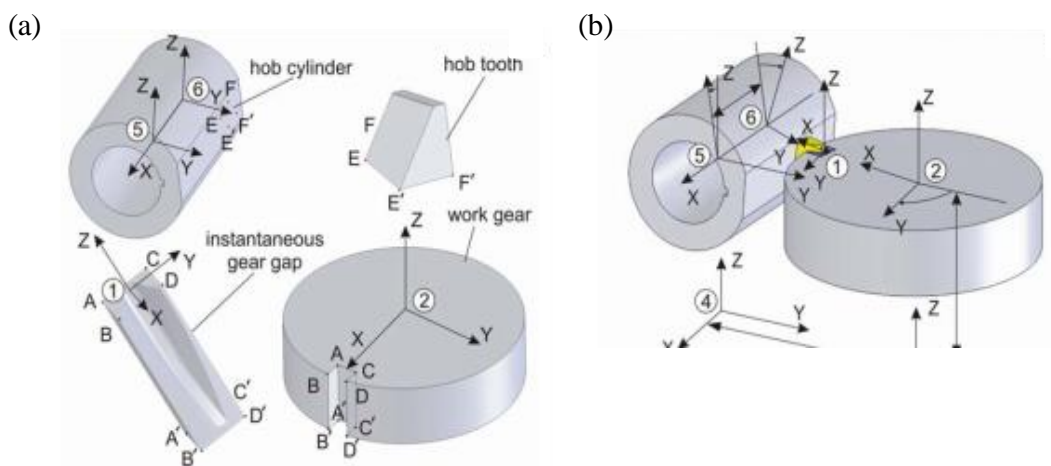 (a)
Z
Z
6
F
hob cylinder
Y
E
F'
5
E'
Y
X
hob tooth
F
E
E'
F'
Z
instantaneous
gear gap
C
Y
1
D
A
X
B
C'
D'
A'
B'
work gear
Z
2
X
Y
A
C
B
D
A'
C'
B'
D'
(b)
Z
Z
Z
6
X
5
Y
1
Y
Y
X
Z
X
2
Y
Z
4
Y
X
Z